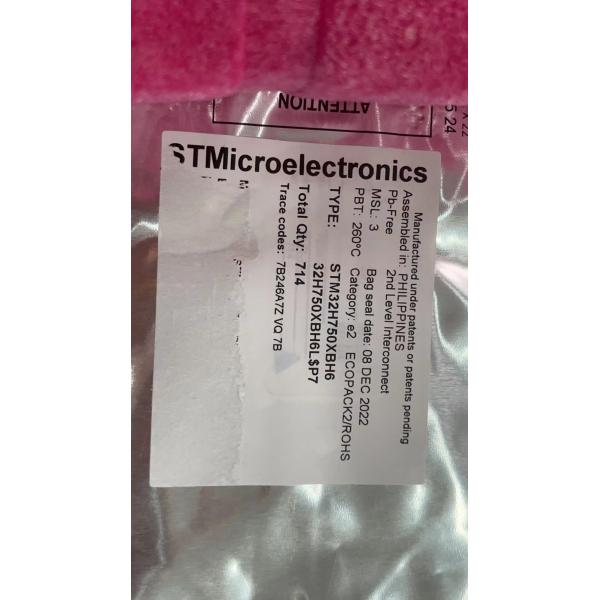 ATTENTION
STMicroelectronics
Manufactured under patents or patents pending
Assembled in: PHILIPPINES
Pb-Free 2nd Level Interconnect
MSL: 3 Bag seal date: 08 DEC 2022
PBT: 260°C Category: e2 ECOPACK2/ROHS
TYPE: STM32H750XBH6
32H750XBH6L$P7
Total Qty: 714
Trace codes: 7B246A7Z VQ 7B